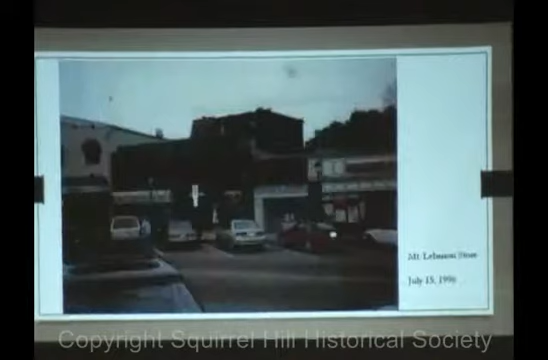 Mt Lebanon Store
July 15, 1996
Copyright Squirrel Hill Historical Society